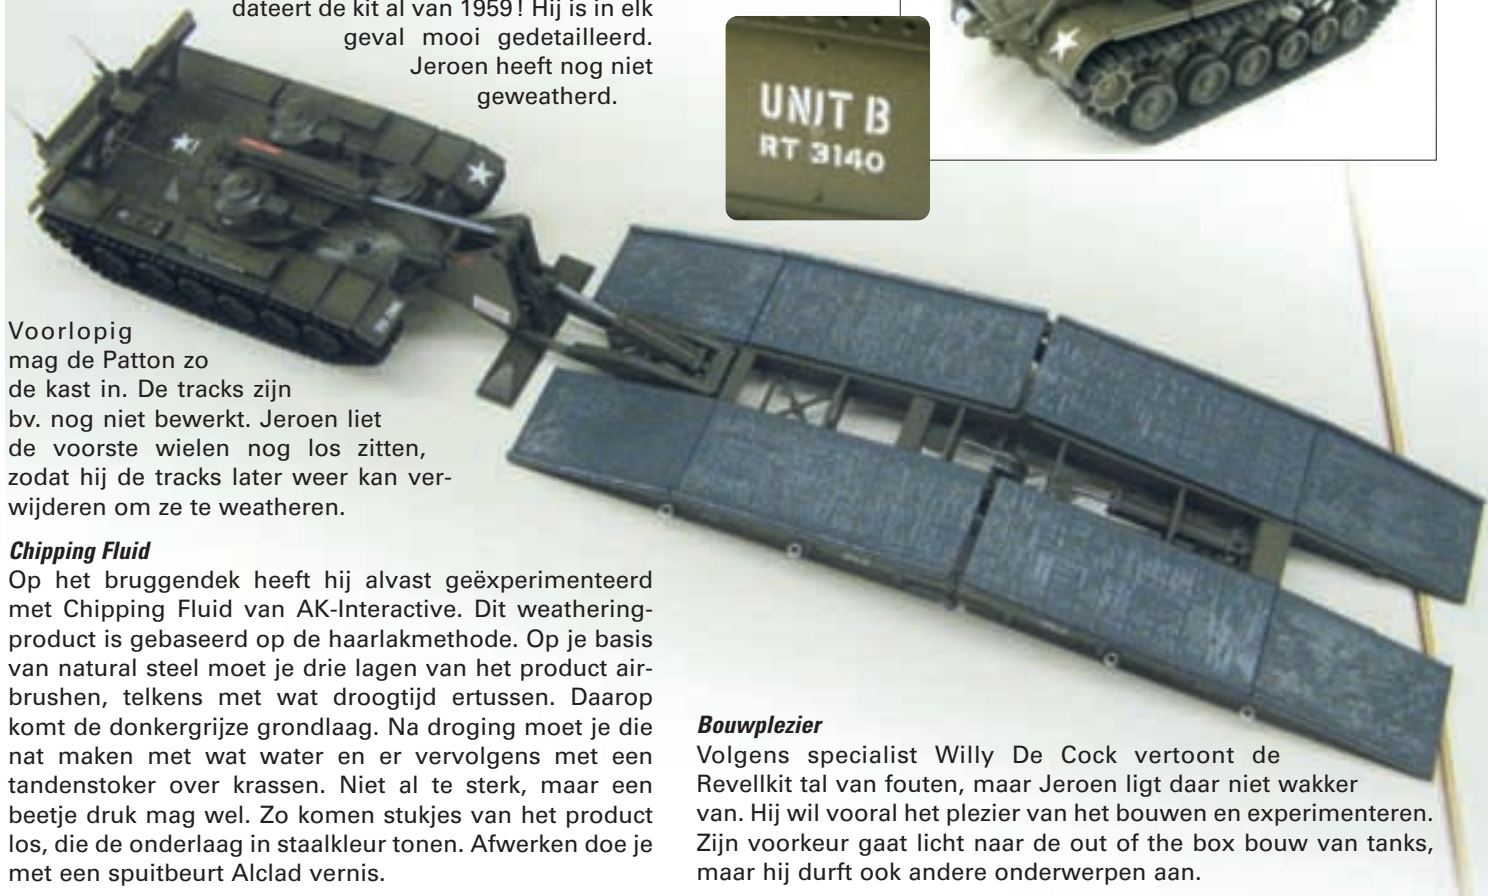 dateert de kit al van 1959! Hij is in elk
geval mooi gedetailleerd.
Jeroen heeft nog niet
geweatherd.
UNIT B
RT 3140
Voorlopig
mag de Patton zo
de kast in. De tracks zijn
bv. nog niet bewerkt. Jeroen liet
de voorste wielen nog los zitten,
zodat hij de tracks later weer kan ver-
wijderen om ze te weatheren.
Chipping Fluid
Op het bruggendek heeft hij alvast geëxperimenteerd
met Chipping Fluid van AK-Interactive. Dit weathering-
product is gebaseerd op de haarlakmethode. Op je basis
van natural steel moet je drie lagen van het product air-
brushen, telkens met wat droogtijd ertussen. Daarop
komt de donkergrijze grondlaag. Na droging moet je die
nat maken met wat water en er vervolgens met een
tandenstoker over krassen. Niet al te sterk, maar een
beetje druk mag wel. Zo komen stukjes van het product
los, die de onderlaag in staalkleur tonen. Afwerken doe je
met een spuitbeurt Alclad vernis.
Bouwplezier
Volgens specialist Willy De Cock vertoont de
Revellkit tal van fouten, maar Jeroen ligt daar niet wakker
van. Hij wil vooral het plezier van het bouwen en experimenteren.
Zijn voorkeur gaat licht naar de out of the box bouw van tanks,
maar hij durft ook andere onderwerpen aan.